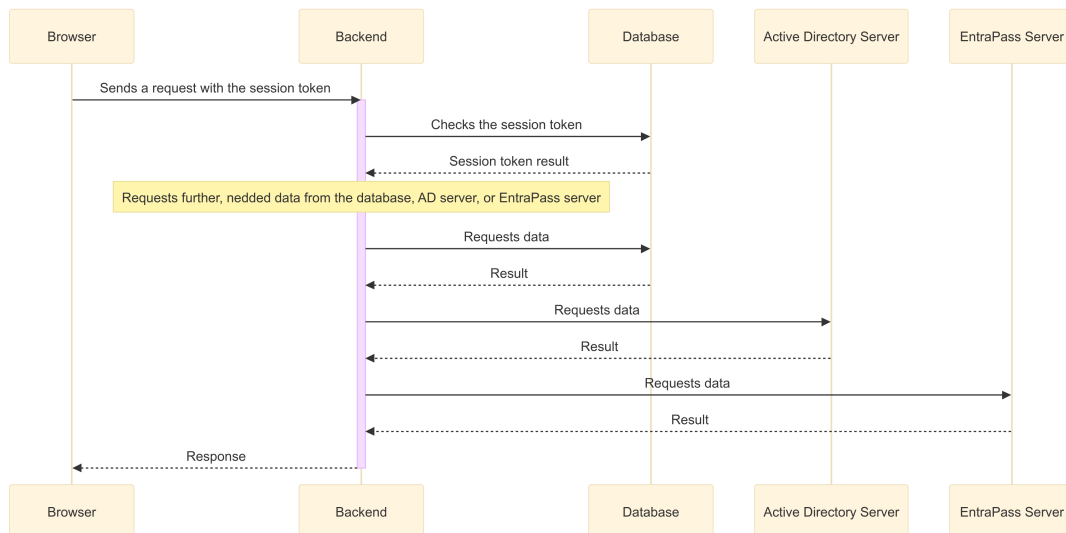 Browser
Backend
Database
Active Directory Server
EntraPass Server
Sends a request with the session token
Checks the session token
Session token result
Requests further, nedded data from the database, AD server, or EntraPass server
Requests data
Result
Requests data
Result
Requests data
Result
Response
Browser
Backend
Database
Active Directory Server
EntraPass Server